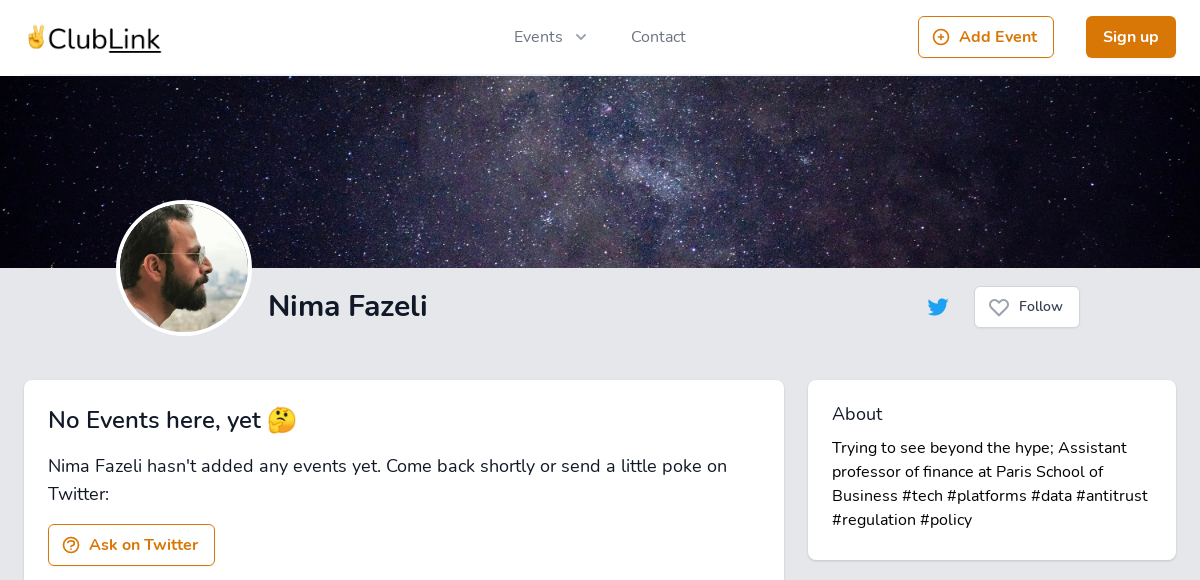 ✌️ClubLink
Events
Contact
Add Event
Sign up
Nima Fazeli
Follow
No Events here, yet 🤔
Nima Fazeli hasn't added any events yet. Come back shortly or send a little poke on
Twitter:
Ask on Twitter
About
Trying to see beyond the hype; Assistant
professor of finance at Paris School of
Business #tech #platforms #data #antitrust
#regulation #policy